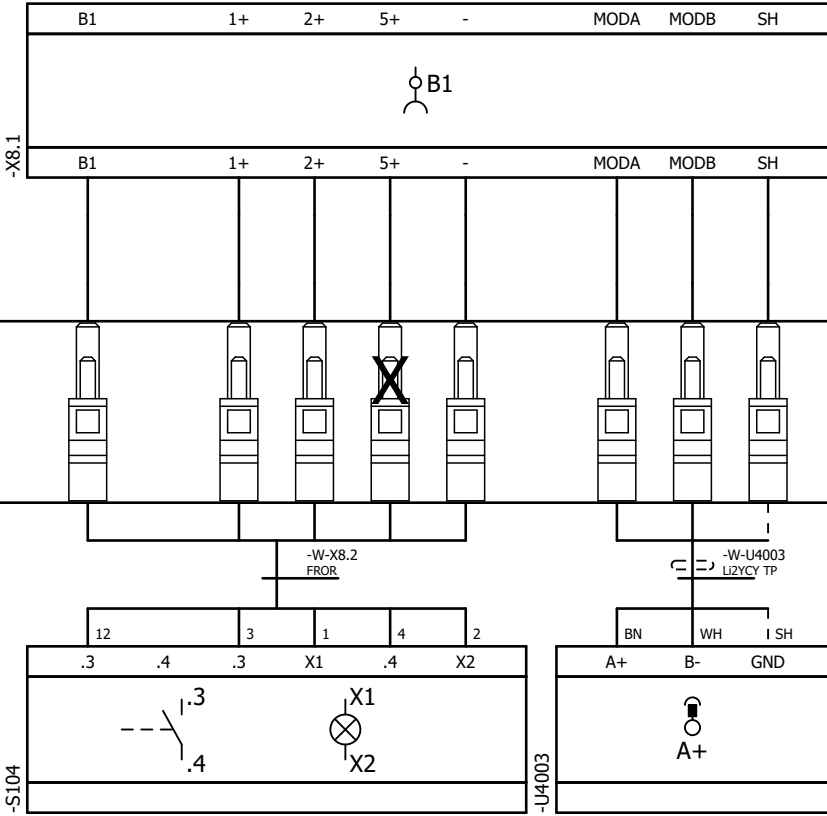 B1 1+ 2+ 5+ - MODA MODB SH
B1
-X8.1
B1 1+ 2+ 5+ - MODA MODB SH
X
-W-X8.2
FROR
-W-U4003
Li2YCY TP
12 3 1 4 2 BN WH SH
.3 .4 .3 X1 .4 X2 A+ B- GND
.3 X1
.4 X2
A+
-S104
-U4003